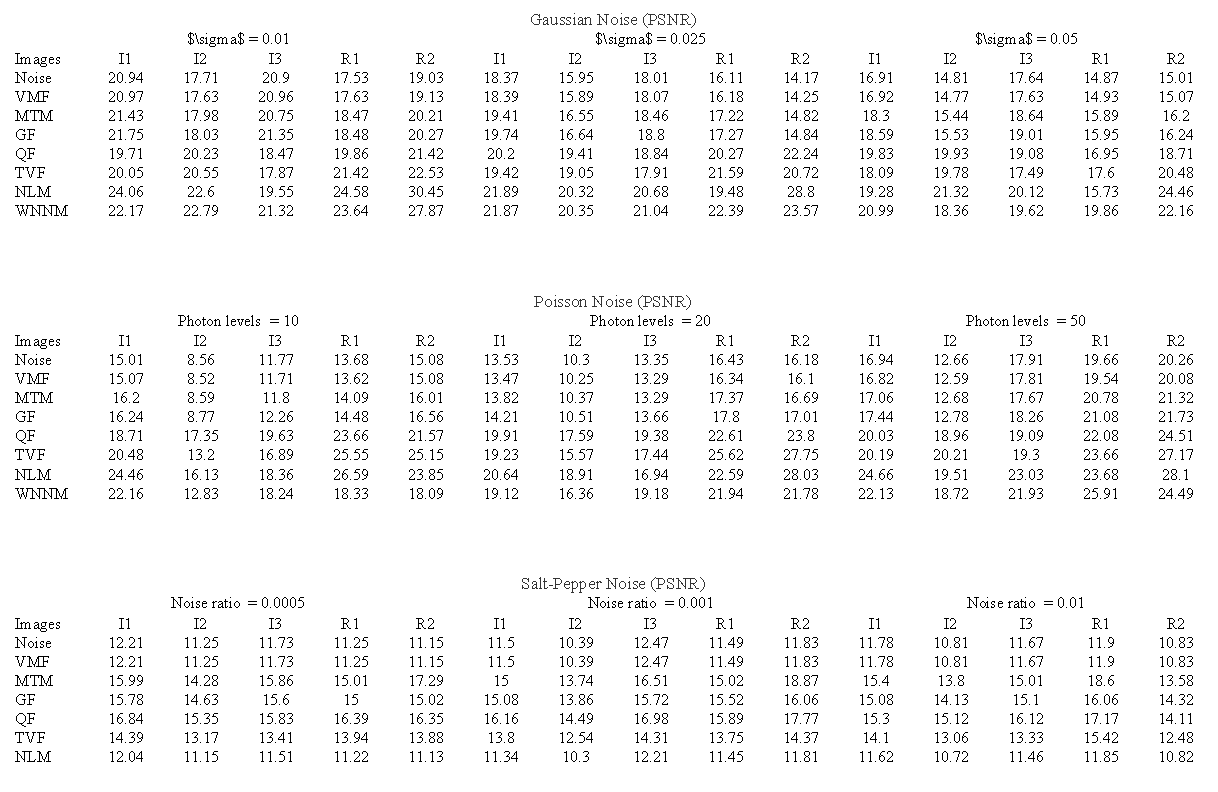 Gaussian Noise (PSNR)
$\sigma$ = 0.01 $\sigma$ = 0.025 $\sigma$ = 0.05
Images I1 I2 I3 R1 R2 I1 I2 I3 R1 R2 I1 I2 I3 R1 R2
Noise 20.94 17.71 20.9 17.53 19.03 18.37 15.95 18.01 16.11 14.17 16.91 14.81 17.64 14.87 15.01
VMF 20.97 17.63 20.96 17.63 19.13 18.39 15.89 18.07 16.18 14.25 16.92 14.77 17.63 14.93 15.07
MTM 21.43 17.98 20.75 18.47 20.21 19.41 16.55 18.46 17.22 14.82 18.3 15.44 18.64 15.89 16.2
GF 21.75 18.03 21.35 18.48 20.27 19.74 16.64 18.8 17.27 14.84 18.59 15.53 19.01 15.95 16.24
QF 19.71 20.23 18.47 19.86 21.42 20.2 19.41 18.84 20.27 22.24 19.83 19.93 19.08 16.95 18.71
TVF 20.05 20.55 17.87 21.42 22.53 19.42 19.05 17.91 21.59 20.72 18.09 19.78 17.49 17.6 20.48
NLM 24.06 22.6 19.55 24.58 30.45 21.89 20.32 20.68 19.48 28.8 19.28 21.32 20.12 15.73 24.46
WNNM 22.17 22.79 21.32 23.64 27.87 21.87 20.35 21.04 22.39 23.57 20.99 18.36 19.62 19.86 22.16
Poisson Noise (PSNR)
Photon levels = 10 Photon levels = 20 Photon levels = 50
Images I1 I2 I3 R1 R2 I1 I2 I3 R1 R2 I1 I2 I3 R1 R2
Noise 15.01 8.56 11.77 13.68 15.08 13.53 10.3 13.35 16.43 16.18 16.94 12.66 17.91 19.66 20.26
VMF 15.07 8.52 11.71 13.62 15.08 13.47 10.25 13.29 16.34 16.1 16.82 12.59 17.81 19.54 20.08
MTM 16.2 8.59 11.8 14.09 16.01 13.82 10.37 13.29 17.37 16.69 17.06 12.68 17.67 20.78 21.32
GF 16.24 8.77 12.26 14.48 16.56 14.21 10.51 13.66 17.8 17.01 17.44 12.78 18.26 21.08 21.73
QF 18.71 17.35 19.63 23.66 21.57 19.91 17.59 19.38 22.61 23.8 20.03 18.96 19.09 22.08 24.51
TVF 20.48 13.2 16.89 25.55 25.15 19.23 15.57 17.44 25.62 27.75 20.19 20.21 19.3 23.66 27.17
NLM 24.46 16.13 18.36 26.59 23.85 20.64 18.91 16.94 22.59 28.03 24.66 19.51 23.03 23.68 28.1
WNNM 22.16 12.83 18.24 18.33 18.09 19.12 16.36 19.18 21.94 21.78 22.13 18.72 21.93 25.91 24.49
Salt-Pepper Noise (PSNR)
Noise ratio = 0.0005 Noise ratio = 0.001 Noise ratio = 0.01
Images I1 I2 I3 R1 R2 I1 I2 I3 R1 R2 I1 I2 I3 R1 R2
Noise 12.21 11.25 11.73 11.25 11.15 11.5 10.39 12.47 11.49 11.83 11.78 10.81 11.67 11.9 10.83
VMF 12.21 11.25 11.73 11.25 11.15 11.5 10.39 12.47 11.49 11.83 11.78 10.81 11.67 11.9 10.83
MTM 15.99 14.28 15.86 15.01 17.29 15 13.74 16.51 15.02 18.87 15.4 13.8 15.01 18.6 13.58
GF 15.78 14.63 15.6 15 15.02 15.08 13.86 15.72 15.52 16.06 15.08 14.13 15.1 16.06 14.32
QF 16.84 15.35 15.83 16.39 16.35 16.16 14.49 16.98 15.89 17.77 15.3 15.12 16.12 17.17 14.11
TVF 14.39 13.17 13.41 13.94 13.88 13.8 12.54 14.31 13.75 14.37 14.1 13.06 13.33 15.42 12.48
NLM 12.04 11.15 11.51 11.22 11.13 11.34 10.3 12.21 11.45 11.81 11.62 10.72 11.46 11.85 10.82